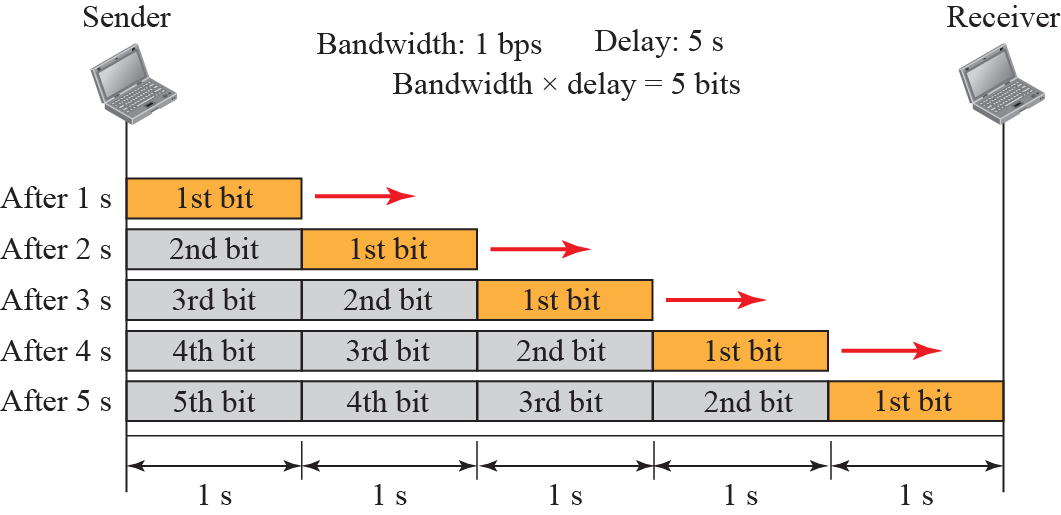 Sender
Receiver
Bandwidth: 1 bps Delay: 5 s
Bandwidth × delay = 5 bits
After 1 s 1st bit
After 2 s 2nd bit 1st bit
After 3 s 3rd bit 2nd bit 1st bit
After 4 s 4th bit 3rd bit 2nd bit 1st bit
After 5 s 5th bit 4th bit 3rd bit 2nd bit 1st bit
1 s 1 s 1 s 1 s 1 s